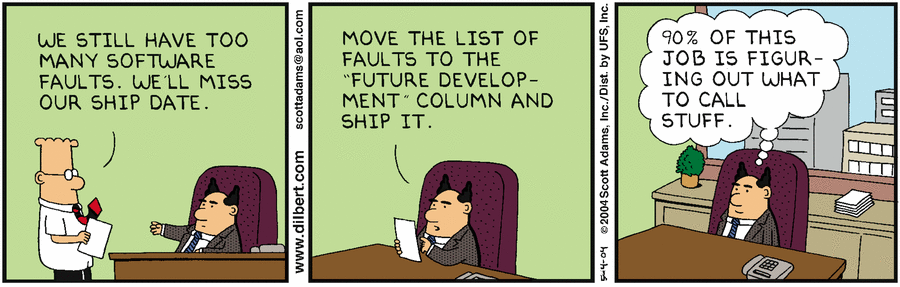 WE STILL HAVE TOO
MANY SOFTWARE
FAULTS. WE'LL MISS
OUR SHIP DATE.
www.dilbert.com scottadams@aol.com
MOVE THE LIST OF
FAULTS TO THE
"FUTURE DEVELOP-
MENT" COLUMN AND
SHIP IT.
5-4-04 ©2004 Scott Adams, Inc./Dist. by UFS, Inc.
90% OF THIS
JOB IS FIGUR-
ING OUT WHAT
TO CALL
STUFF.